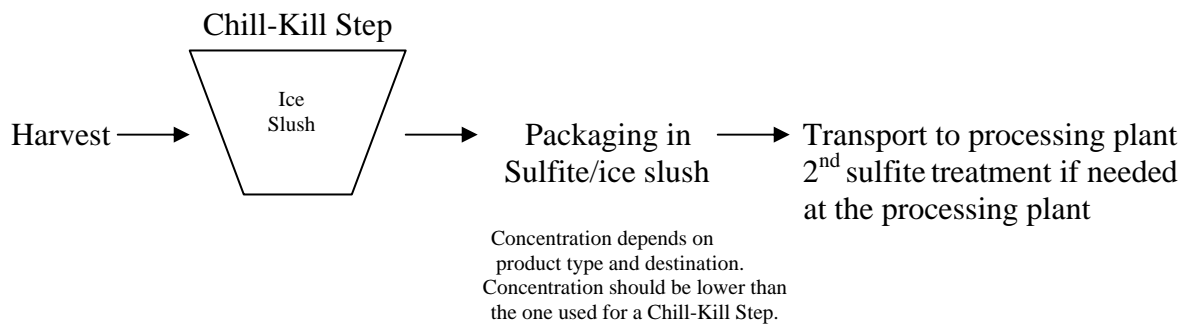 Chill-Kill Step
Ice
Slush
Harvest
Packaging in
Sulfite/ice slush
Transport to processing plant
2nd sulfite treatment if needed
at the processing plant
Concentration depends on
product type and destination.
Concentration should be lower than
the one used for a Chill-Kill Step.